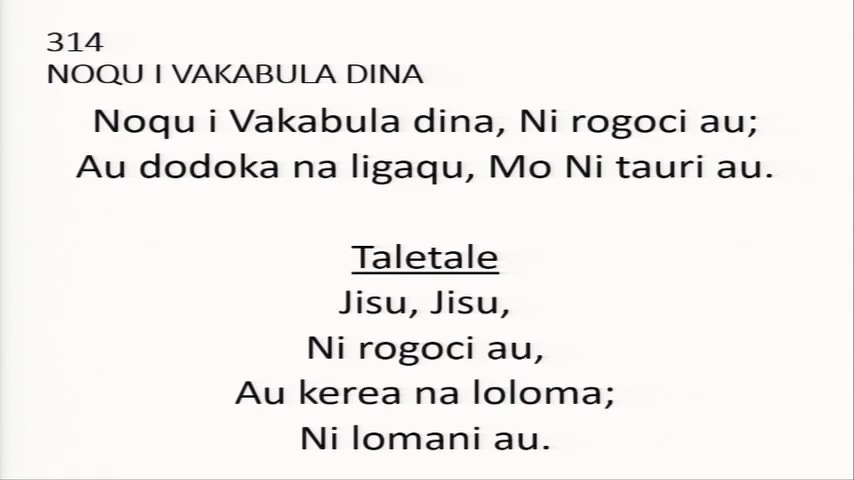 314
NOQU I VAKABULA DINA
Noqu i Vakabula dina, Ni rogoci au;
Au dodoka na ligaqu, Mo Ni tauri au.
Taletale
Jisu, Jisu,
Ni rogoci au,
Au kerea na loloma;
Ni lomani au.